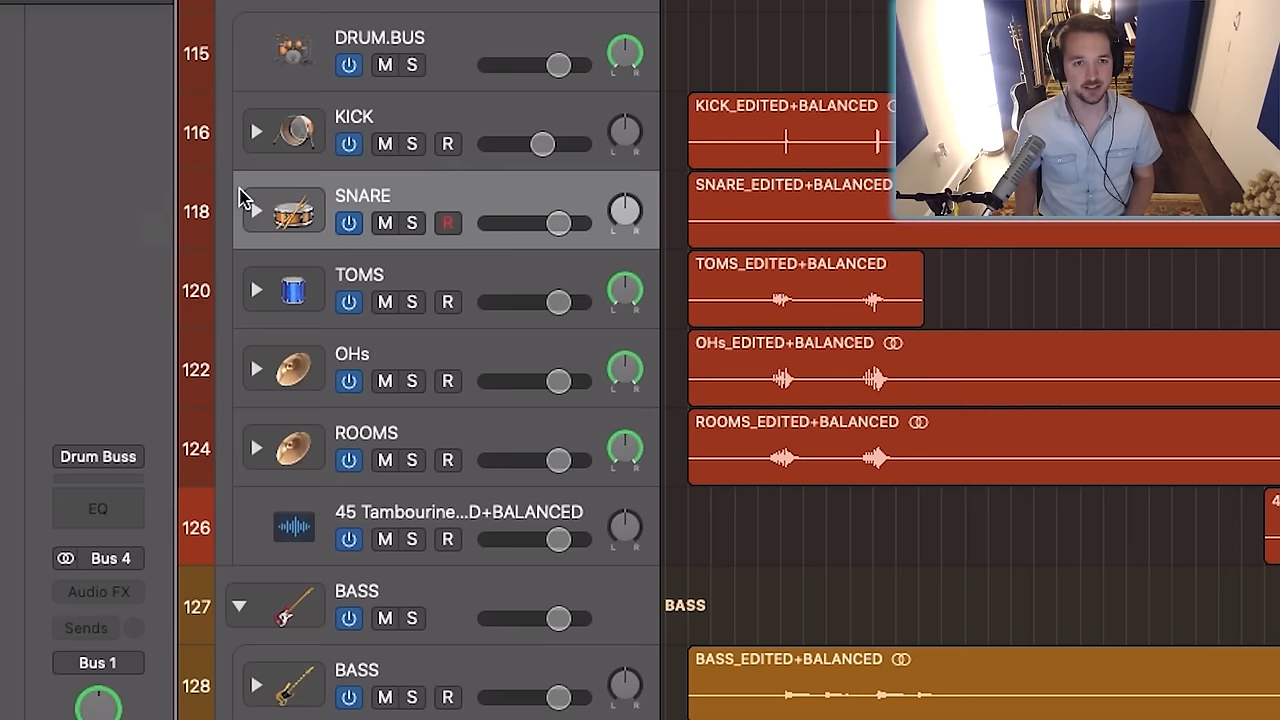 115
DRUM.BUS
M S
L R
116
KICK
M S R
L R
KICK_EDITED+BALANCED
118
SNARE
M S R
L R
SNARE_EDITED+BALANCED
120
TOMS
M S R
L R
TOMS_EDITED+BALANCED
122
OHs
M S R
L R
OHs_EDITED+BALANCED
124
ROOMS
M S R
L R
ROOMS_EDITED+BALANCED
126
45 Tambourine...D+BALANCED
M S R
L R
4
127
BASS
M S
BASS
128
BASS
M S R
L R
BASS_EDITED+BALANCED
Drum Buss
EQ
Bus 4
Audio FX
Sends
Bus 1